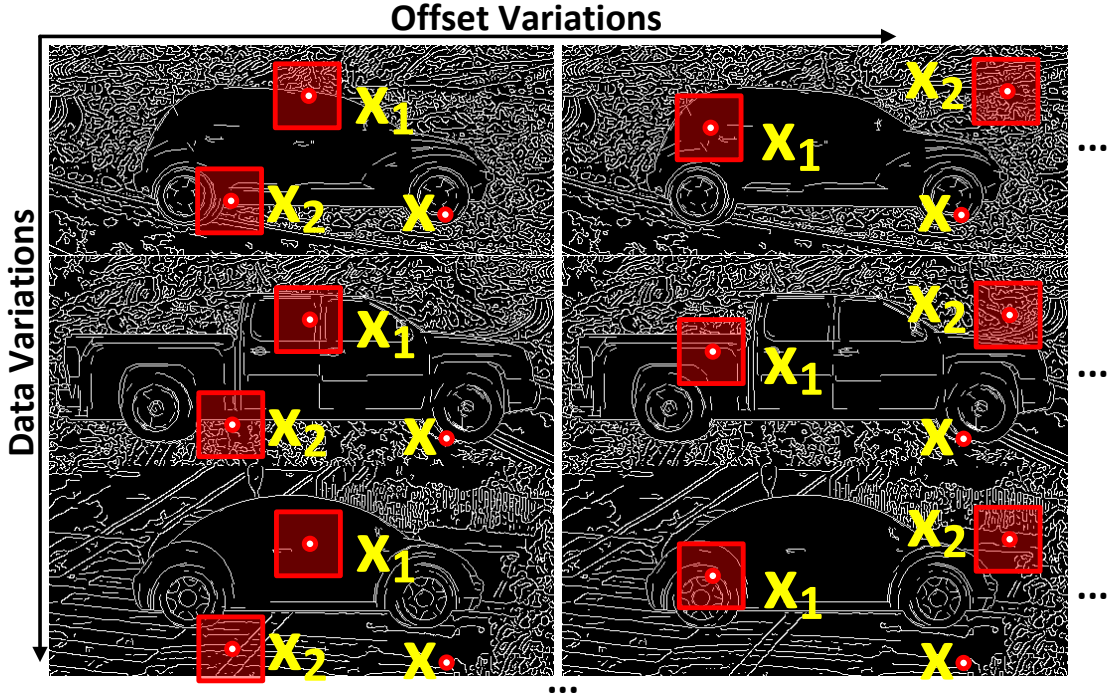 Offset Variations
Data Variations
X₁
X₂
X
X₂
X₁
X
...
X₁
X₂
X
X₂
X₁
X
...
X₁
X₂
X
X₂
X₁
X
...
...